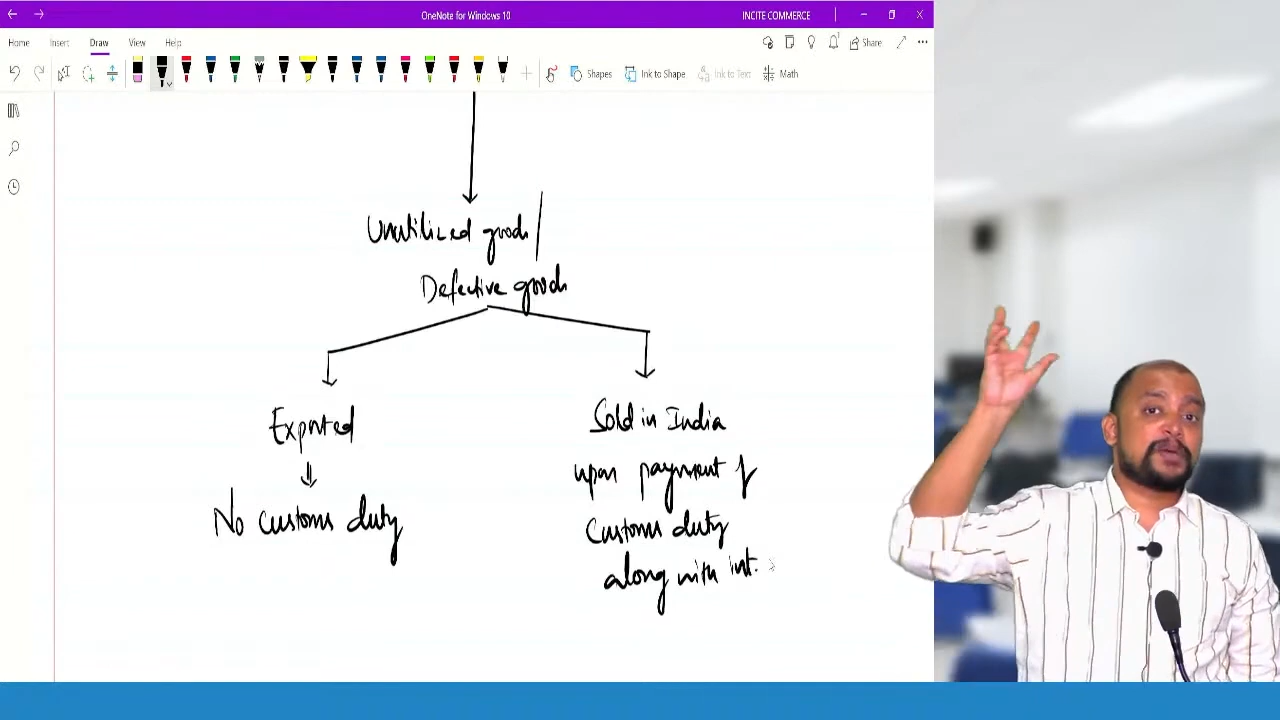 OneNote for Windows 10
INCITE COMMERCE
Home Insert Draw View Help
Share
Shapes Ink to Shape Ink to Text Math
Unutilized goods/
Defective goods
Exported
No customs duty
Sold in India
upon payment of
customs duty
along with int.